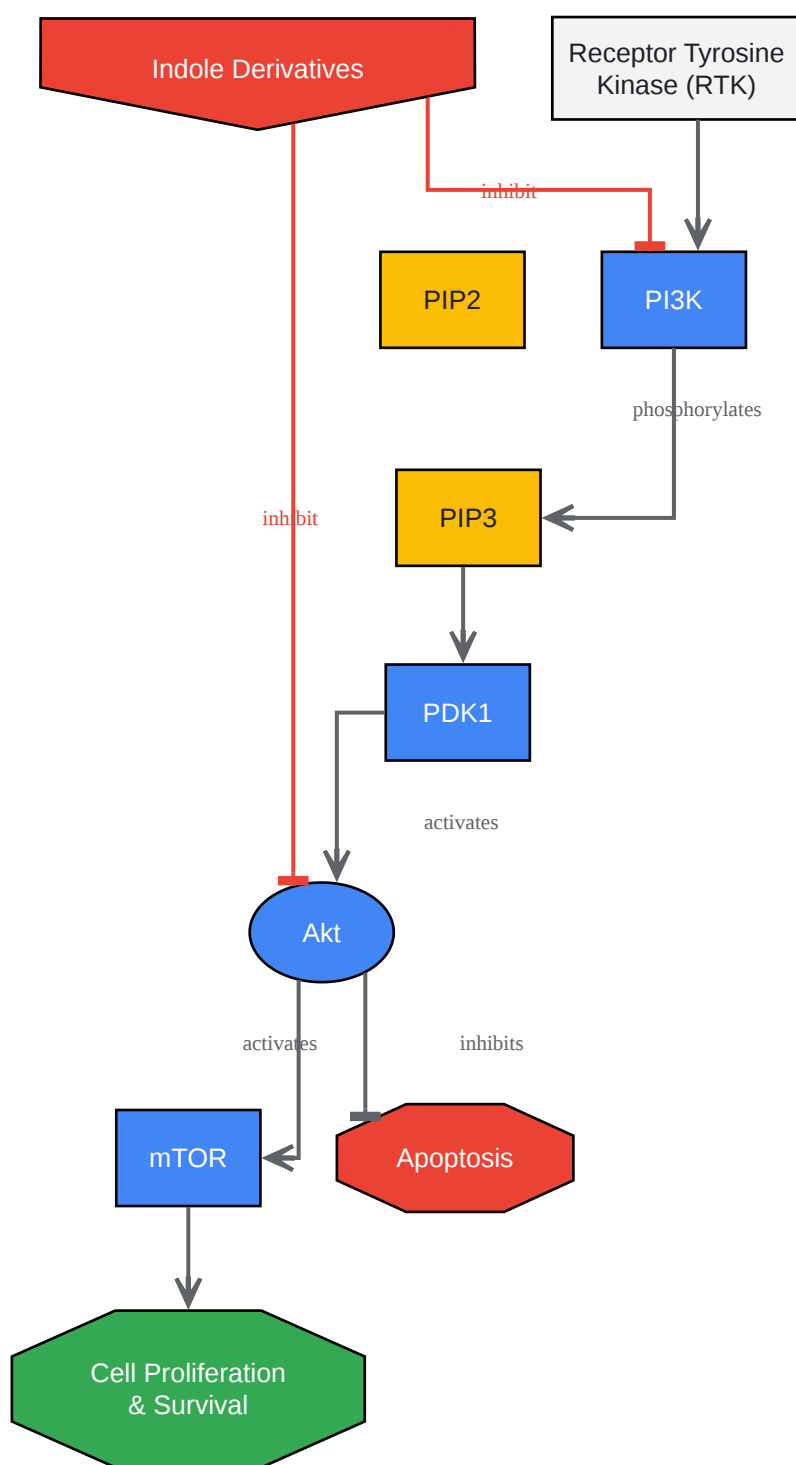 Indole Derivatives
Receptor Tyrosine
Kinase (RTK)
inhibit
PIP2
PI3K
phosphorylates
inhibit
PIP3
PDK1
activates
Akt
activates
inhibits
mTOR
Apoptosis
Cell Proliferation
& Survival